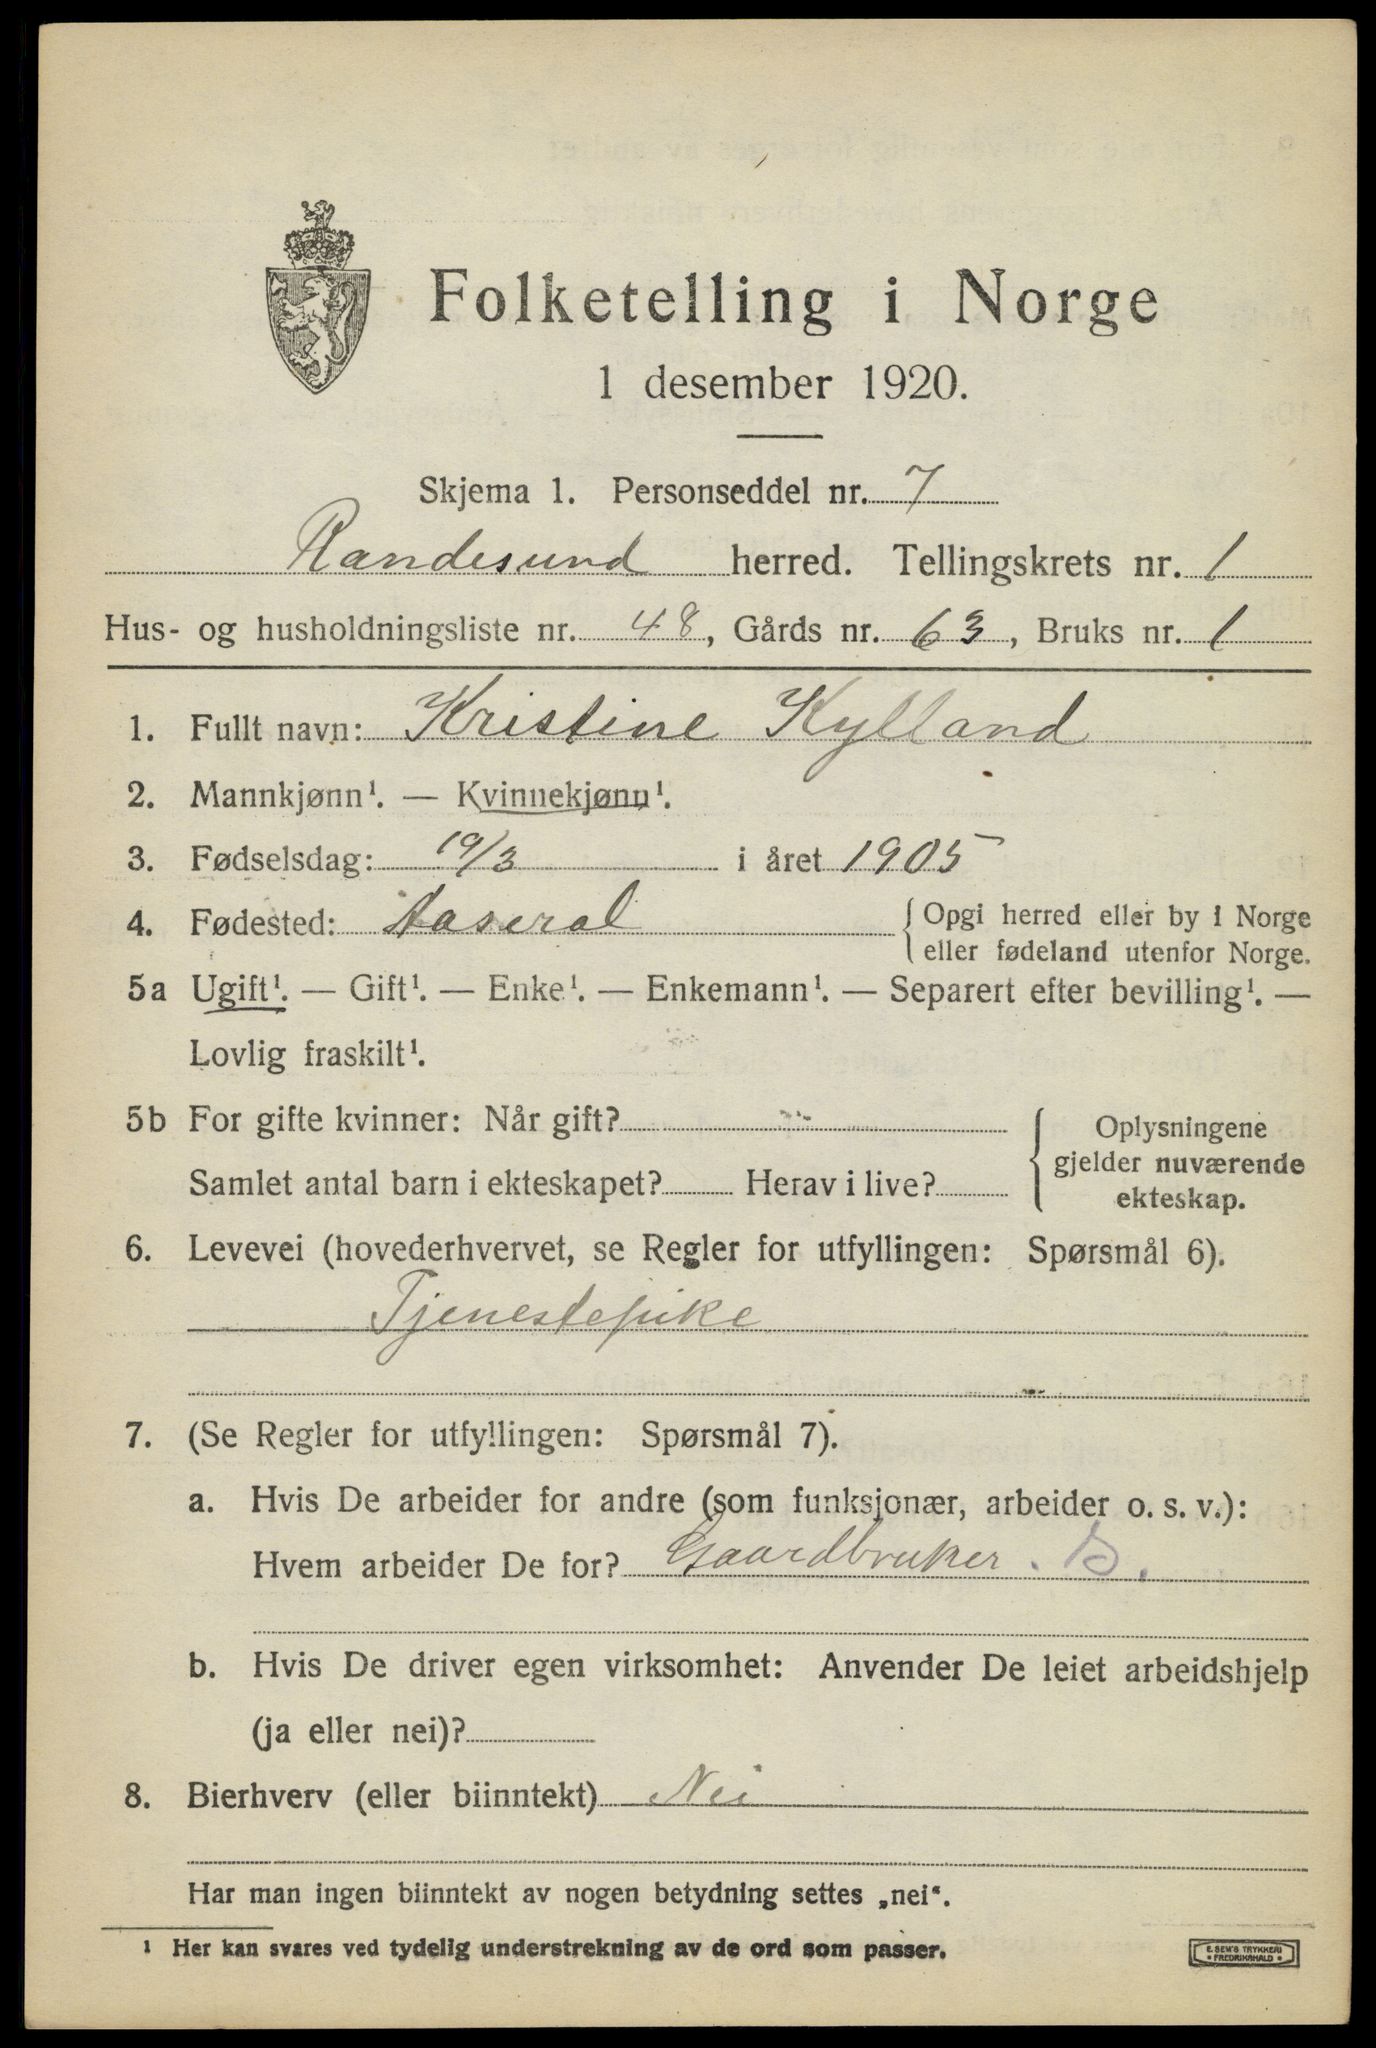 Folketelling i Norge
1 desember 1920.
Skjema 1. Personseddel nr. 7
Randesund herred. Tellingskrets nr. 1
Hus- og husholdningsliste nr. 48, Gårds nr. 63, Bruks nr. 1
1. Fullt navn: Kristine Kylland
2. Mannkjønn¹. — Kvinnekjønn¹.
3. Fødselsdag: 19/3 i året 1905
4. Fødested: Aaseral { Opgi herred eller by i Norge
eller fødeland utenfor Norge.
5a Ugift¹. — Gift¹. — Enke¹. — Enkemann¹. — Separert efter bevilling¹. —
Lovlig fraskilt¹.
5b For gifte kvinner: Når gift?
Samlet antal barn i ekteskapet? Herav i live?
Oplysningene
gjelder nuværende
ekteskap.
6. Levevei (hovederhvervet, se Regler for utfyllingen: Spørsmål 6).
Tjenestepike
7. (Se Regler for utfyllingen: Spørsmål 7).
a. Hvis De arbeider for andre (som funksjonær, arbeider o. s. v.):
Hvem arbeider De for? Gaardbruker. B.
b. Hvis De driver egen virksomhet: Anvender De leiet arbeidshjelp
(ja eller nei)?
8. Bierhverv (eller biinntekt) Nei
Har man ingen biinntekt av nogen betydning settes „nei“.
¹ Her kan svares ved tydelig understrekning av de ord som passer.
E. SEM'S TRYKKERI
• FREDRIKSHALD •